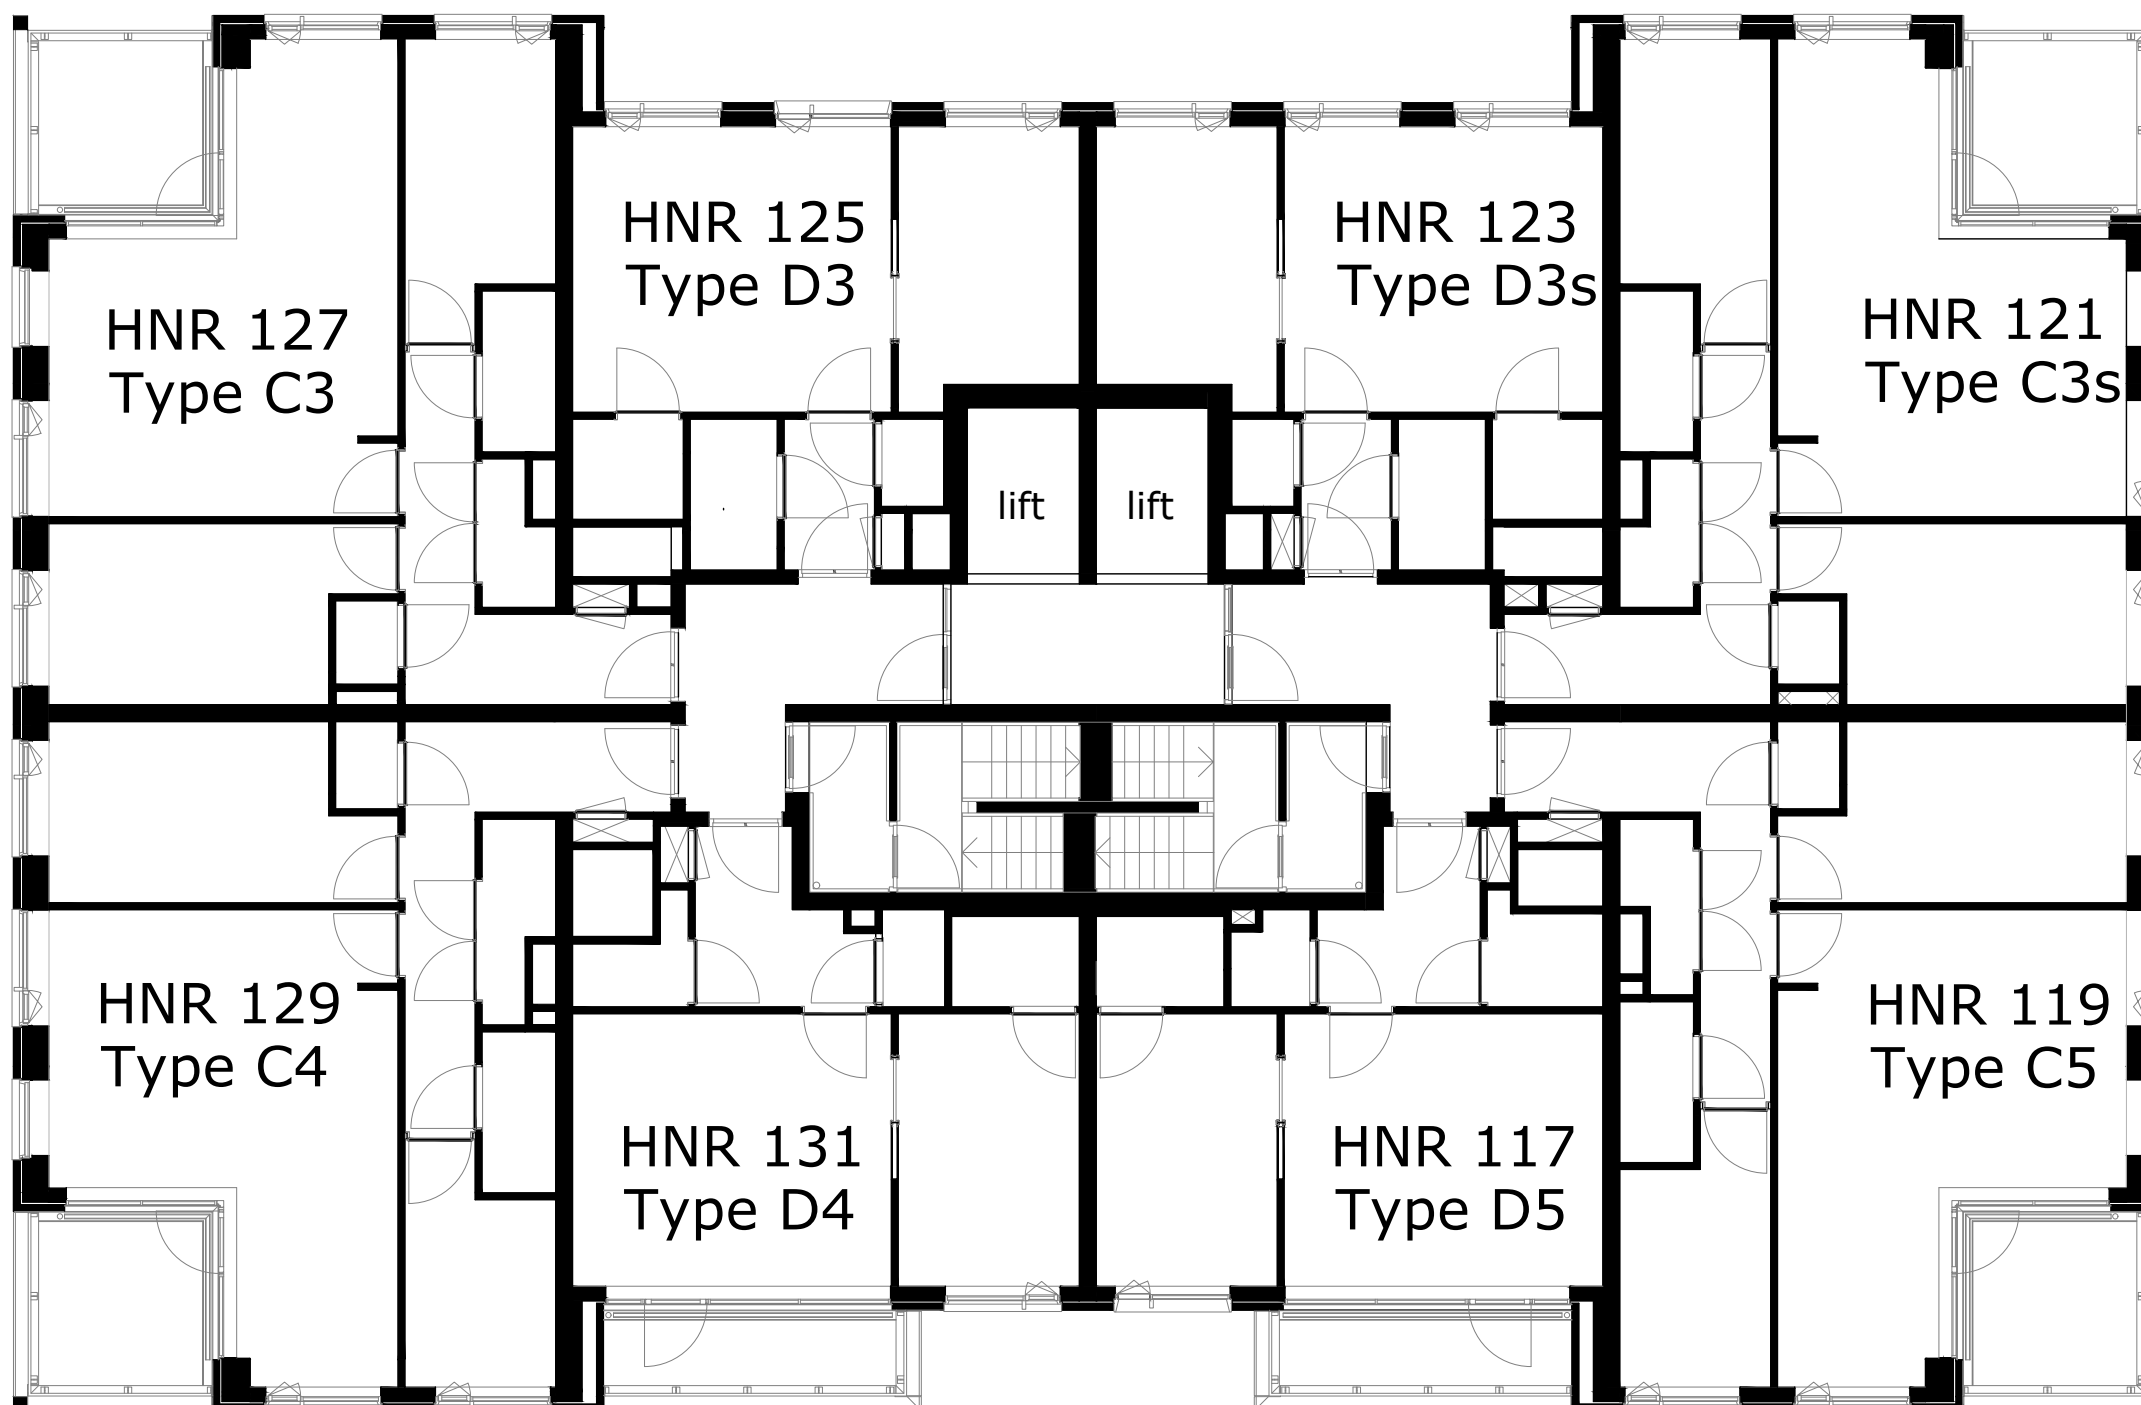 HNR 125
Type D3
HNR 123
Type D3s
HNR 127
Type C3
HNR 121
Type C3s
lift
lift
HNR 129
Type C4
HNR 119
Type C5
HNR 131
Type D4
HNR 117
Type D5